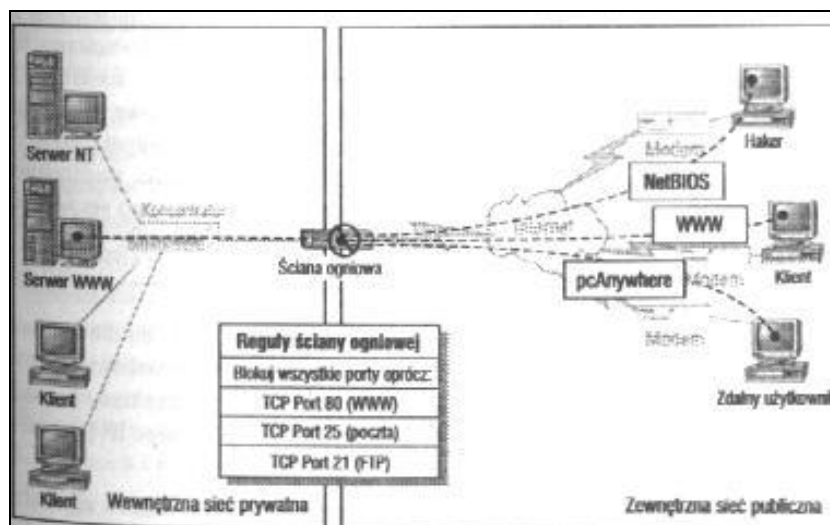 Serwer NT
Serwer WWW
Klient
Klient
Koncentrator
Ściana ogniowa
Reguły ściany ogniowej
Blokuj wszystkie porty oprócz:
TCP Port 80 (WWW)
TCP Port 25 (poczta)
TCP Port 21 (FTP)
Wewnętrzna sieć prywatna
Internet
Modem
Haker
NetBIOS
WWW
Modem
Klient
pcAnywhere
Modem
Zdalny użytkown
Zewnętrzna sieć publiczna